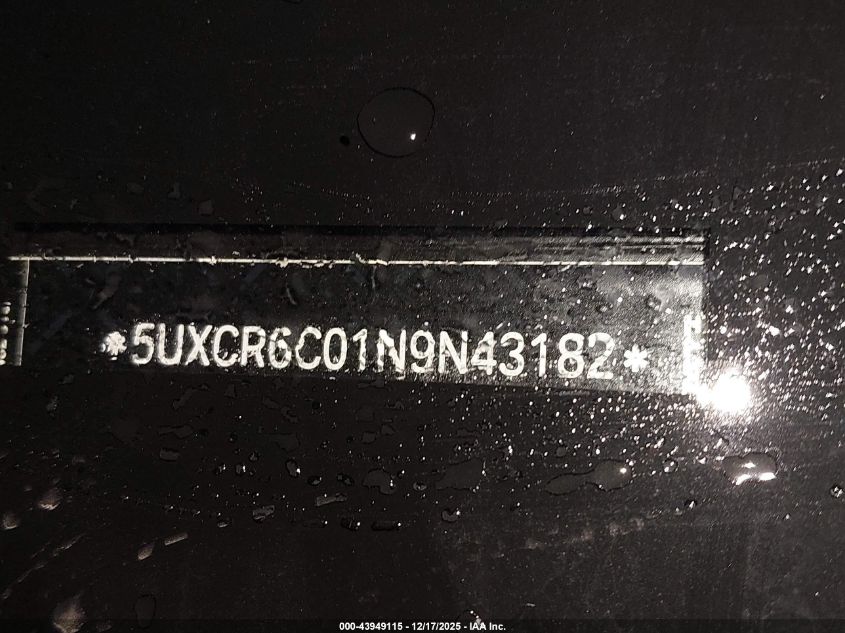 *5UXCR6C01N9N43182*
000-43949115 - 12/17/2025 - IAA Inc.